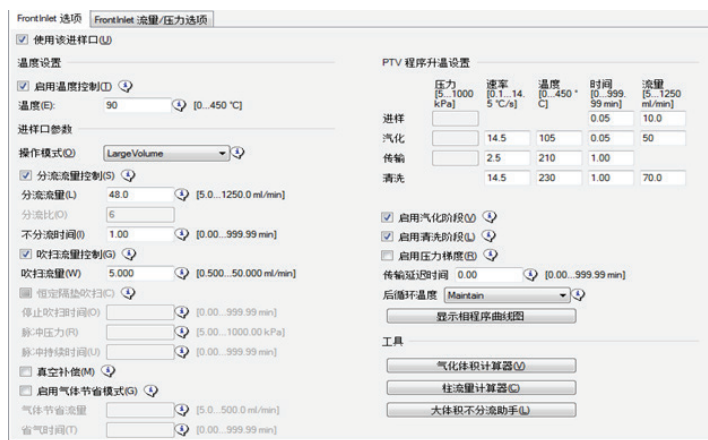 FrontInlet 选项 FrontInlet 流量/压力选项
使用该进样口(U)
温度设置
启用温度控制(T)
温度(E): 90 [0...450 °C]
进样口参数
操作模式(O) LargeVolume
分流流量控制(S)
分流流量(L) 48.0 [5.0...1250.0 ml/min]
分流比(O) 6
不分流时间(I) 1.00 [0.00...999.99 min]
吹扫流量控制(G)
吹扫流量(W) 5.000 [0.500...50.000 ml/min]
恒定隔垫吹扫(C)
停止吹扫时间(O) [0.00...999.99 min]
脉冲压力(R) [5.00...1000.00 kPa]
脉冲持续时间(U) [0.00...999.99 min]
真空补偿(M)
启用气体节省模式(G)
气体节省流量 [5.0...500.0 ml/min]
省气时间(T) [0.00...999.99 min]
PTV 程序升温设置
压力 速率 温度 时间 流量
[5...1000 [0.1...14. [0...450 ° [0...999. [5...1250
kPa] 5 °C/s] C] 99 min] ml/min]
进样 0.05 10.0
汽化 14.5 105 0.05 50
传输 2.5 210 1.00
清洗 14.5 230 1.00 70.0
启用汽化阶段(V)
启用清洗阶段(L)
启用压力梯度(R)
传输延迟时间 0.00 [0.00...999.99 min]
后循环温度 Maintain
显示相程序曲线图
工具
气化体积计算器(V)
柱流量计算器(C)
大体积不分流助手(L)